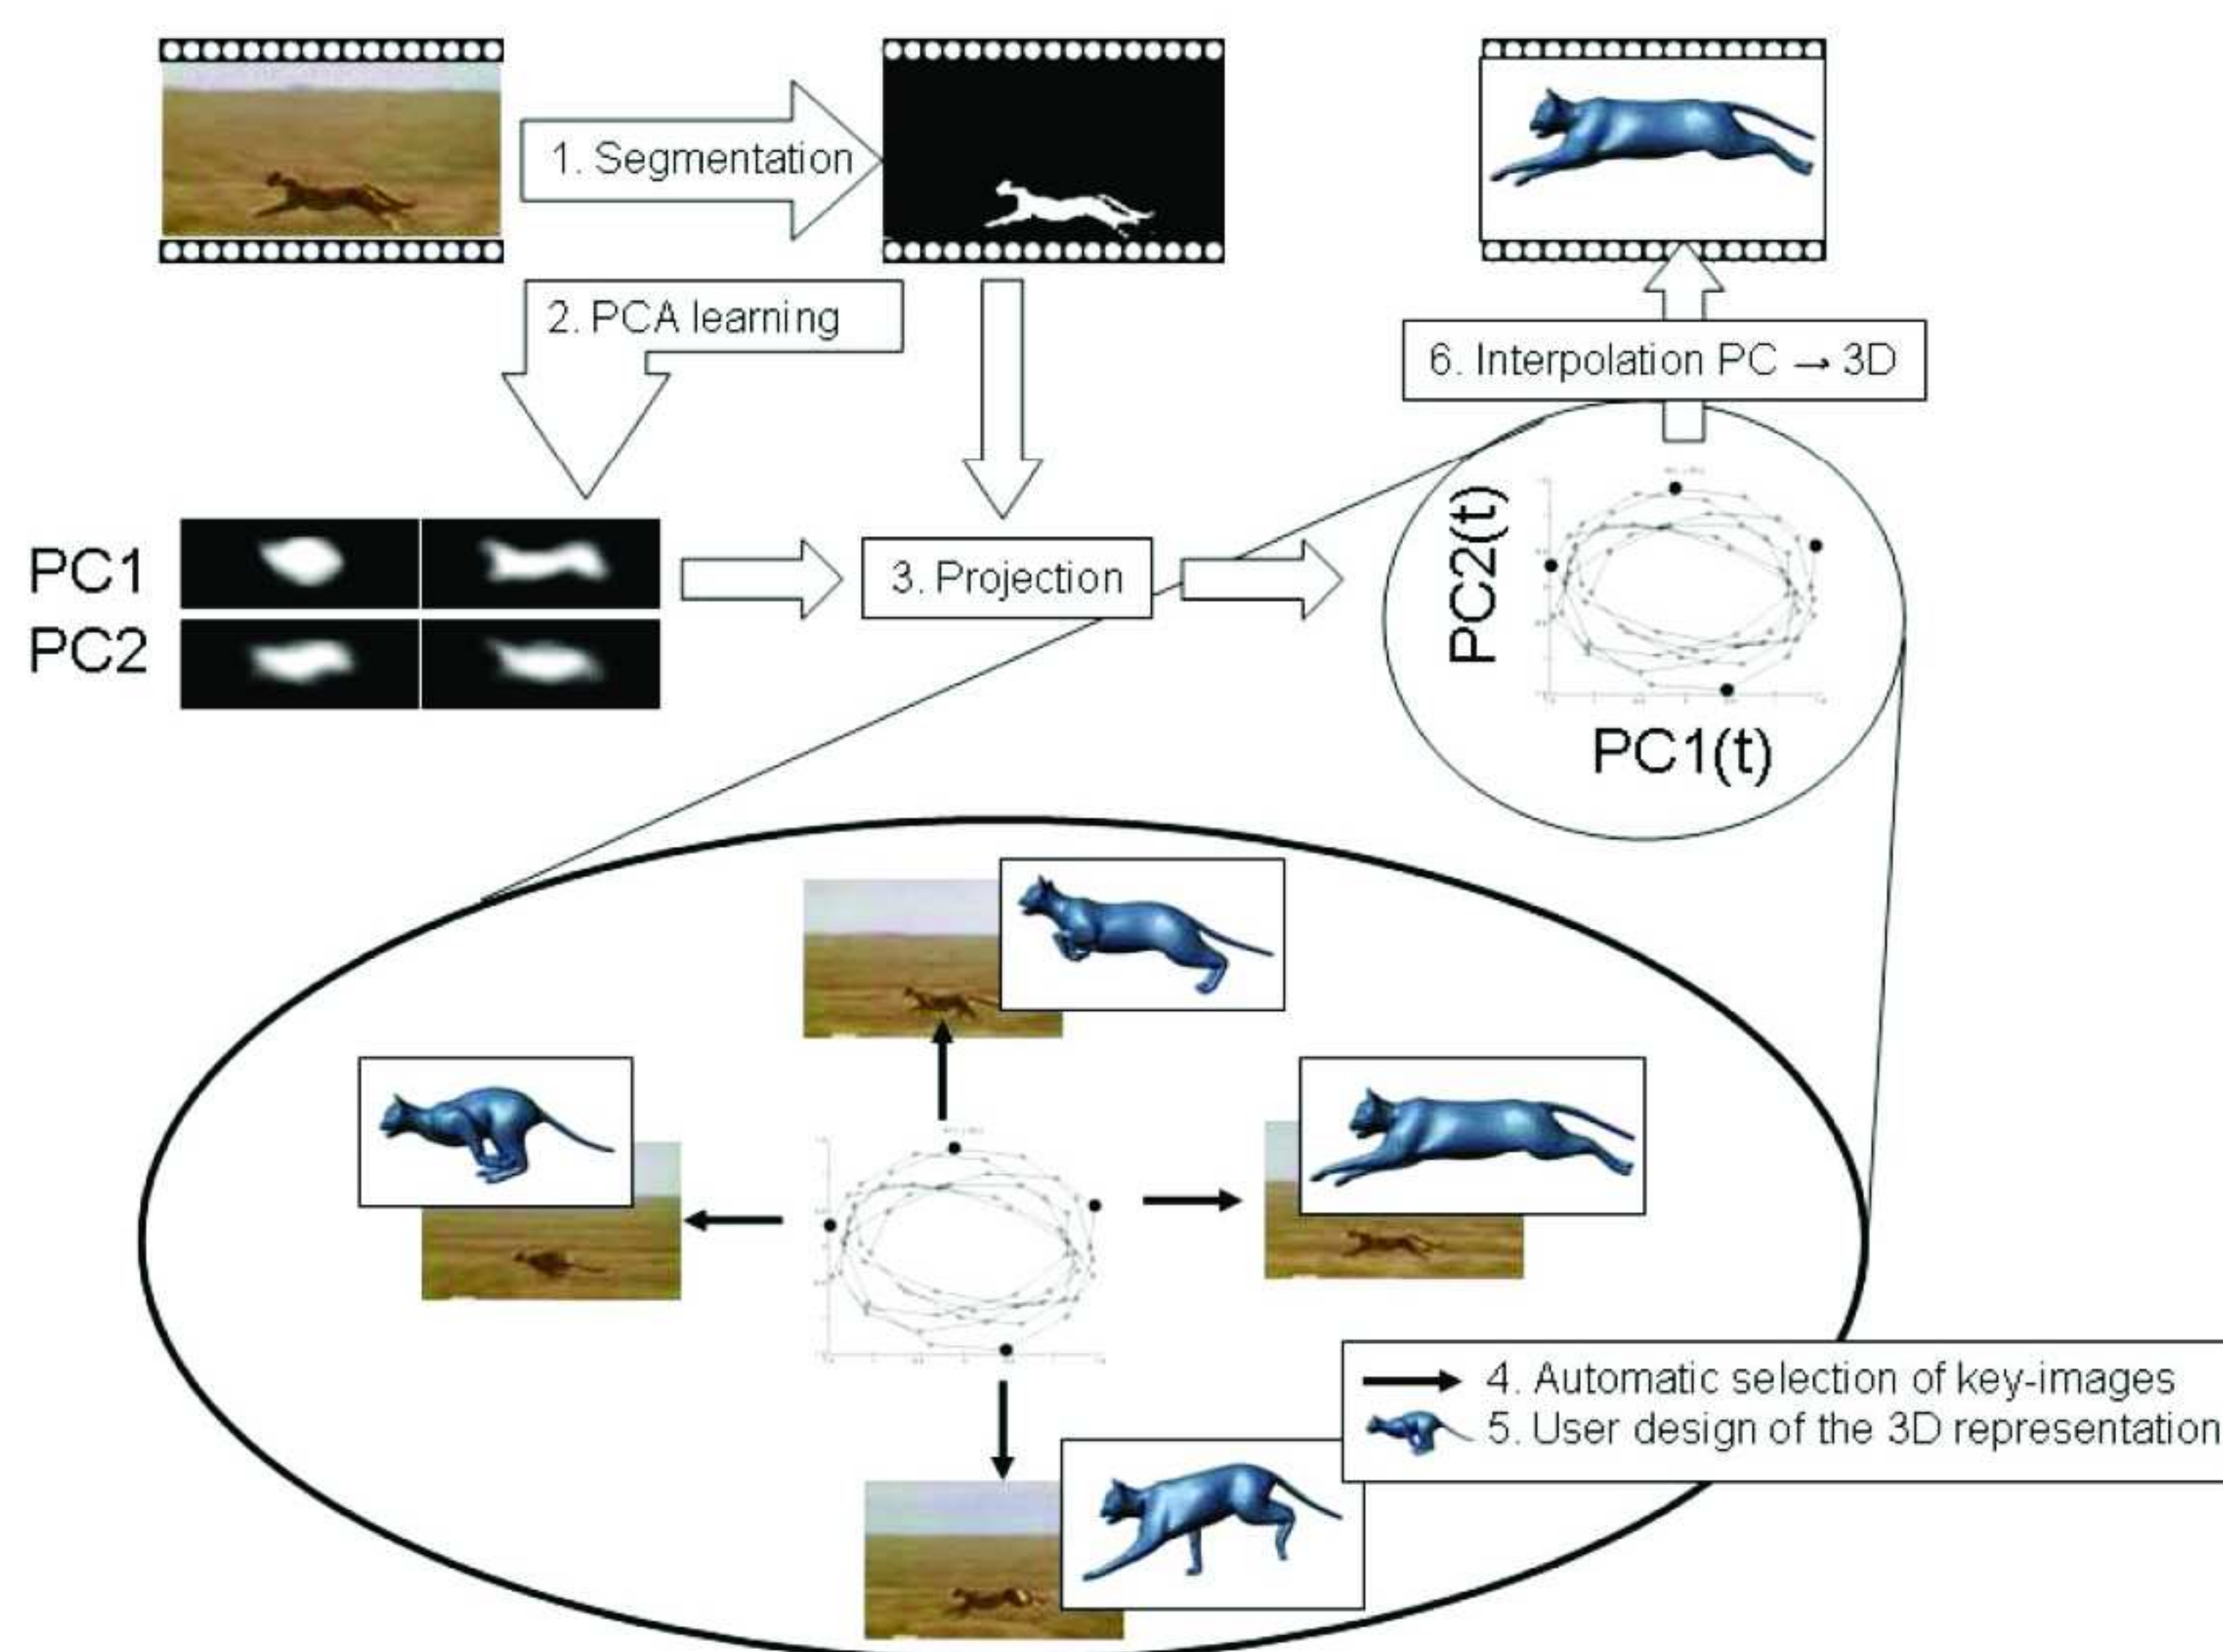 1. Segmentation
2. PCA learning
6. Interpolation PC → 3D
PC1
PC2
3. Projection
PC2(t)
PC1(t)
4. Automatic selection of key-images
5. User design of the 3D representation